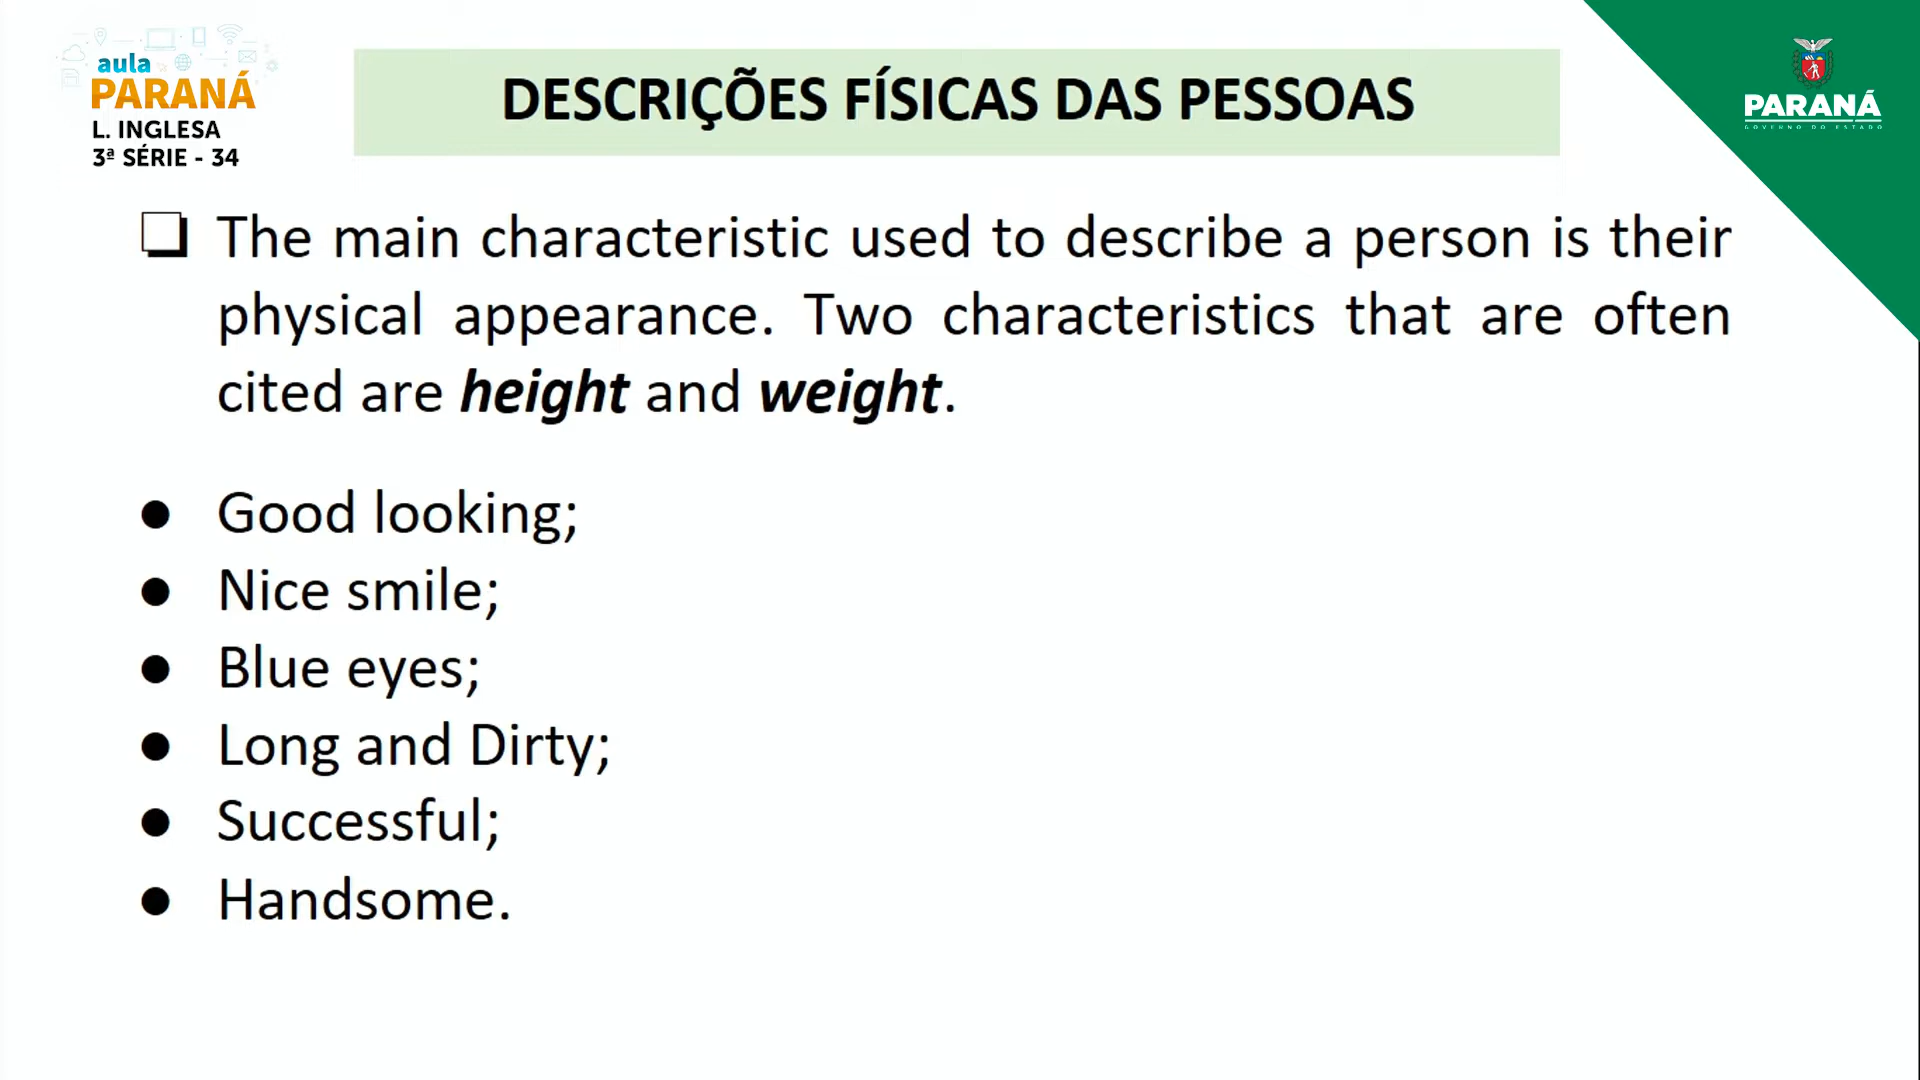 aula
PARANÁ
L. INGLESA
3ª SÉRIE - 34
DESCRIÇÕES FÍSICAS DAS PESSOAS
PARANÁ
GOVERNO DO ESTADO
❏ The main characteristic used to describe a person is their
physical appearance. Two characteristics that are often
cited are height and weight.
● Good looking;
● Nice smile;
● Blue eyes;
● Long and Dirty;
● Successful;
● Handsome.